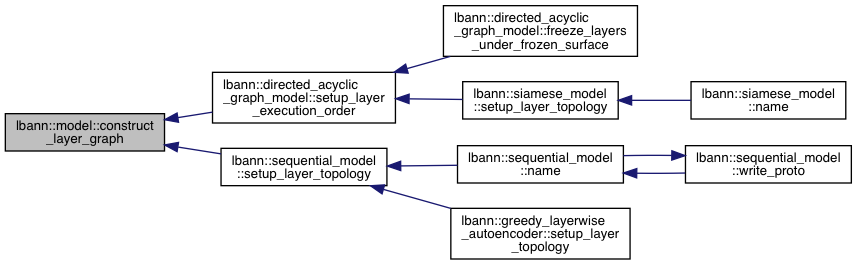 lbann::model::construct
_layer_graph
lbann::directed_acyclic
_graph_model::setup_layer
_execution_order
lbann::directed_acyclic
_graph_model::freeze_layers
_under_frozen_surface
lbann::siamese_model
::setup_layer_topology
lbann::siamese_model
::name
lbann::sequential_model
::setup_layer_topology
lbann::sequential_model
::name
lbann::sequential_model
::write_proto
lbann::greedy_layerwise
_autoencoder::setup_layer
_topology